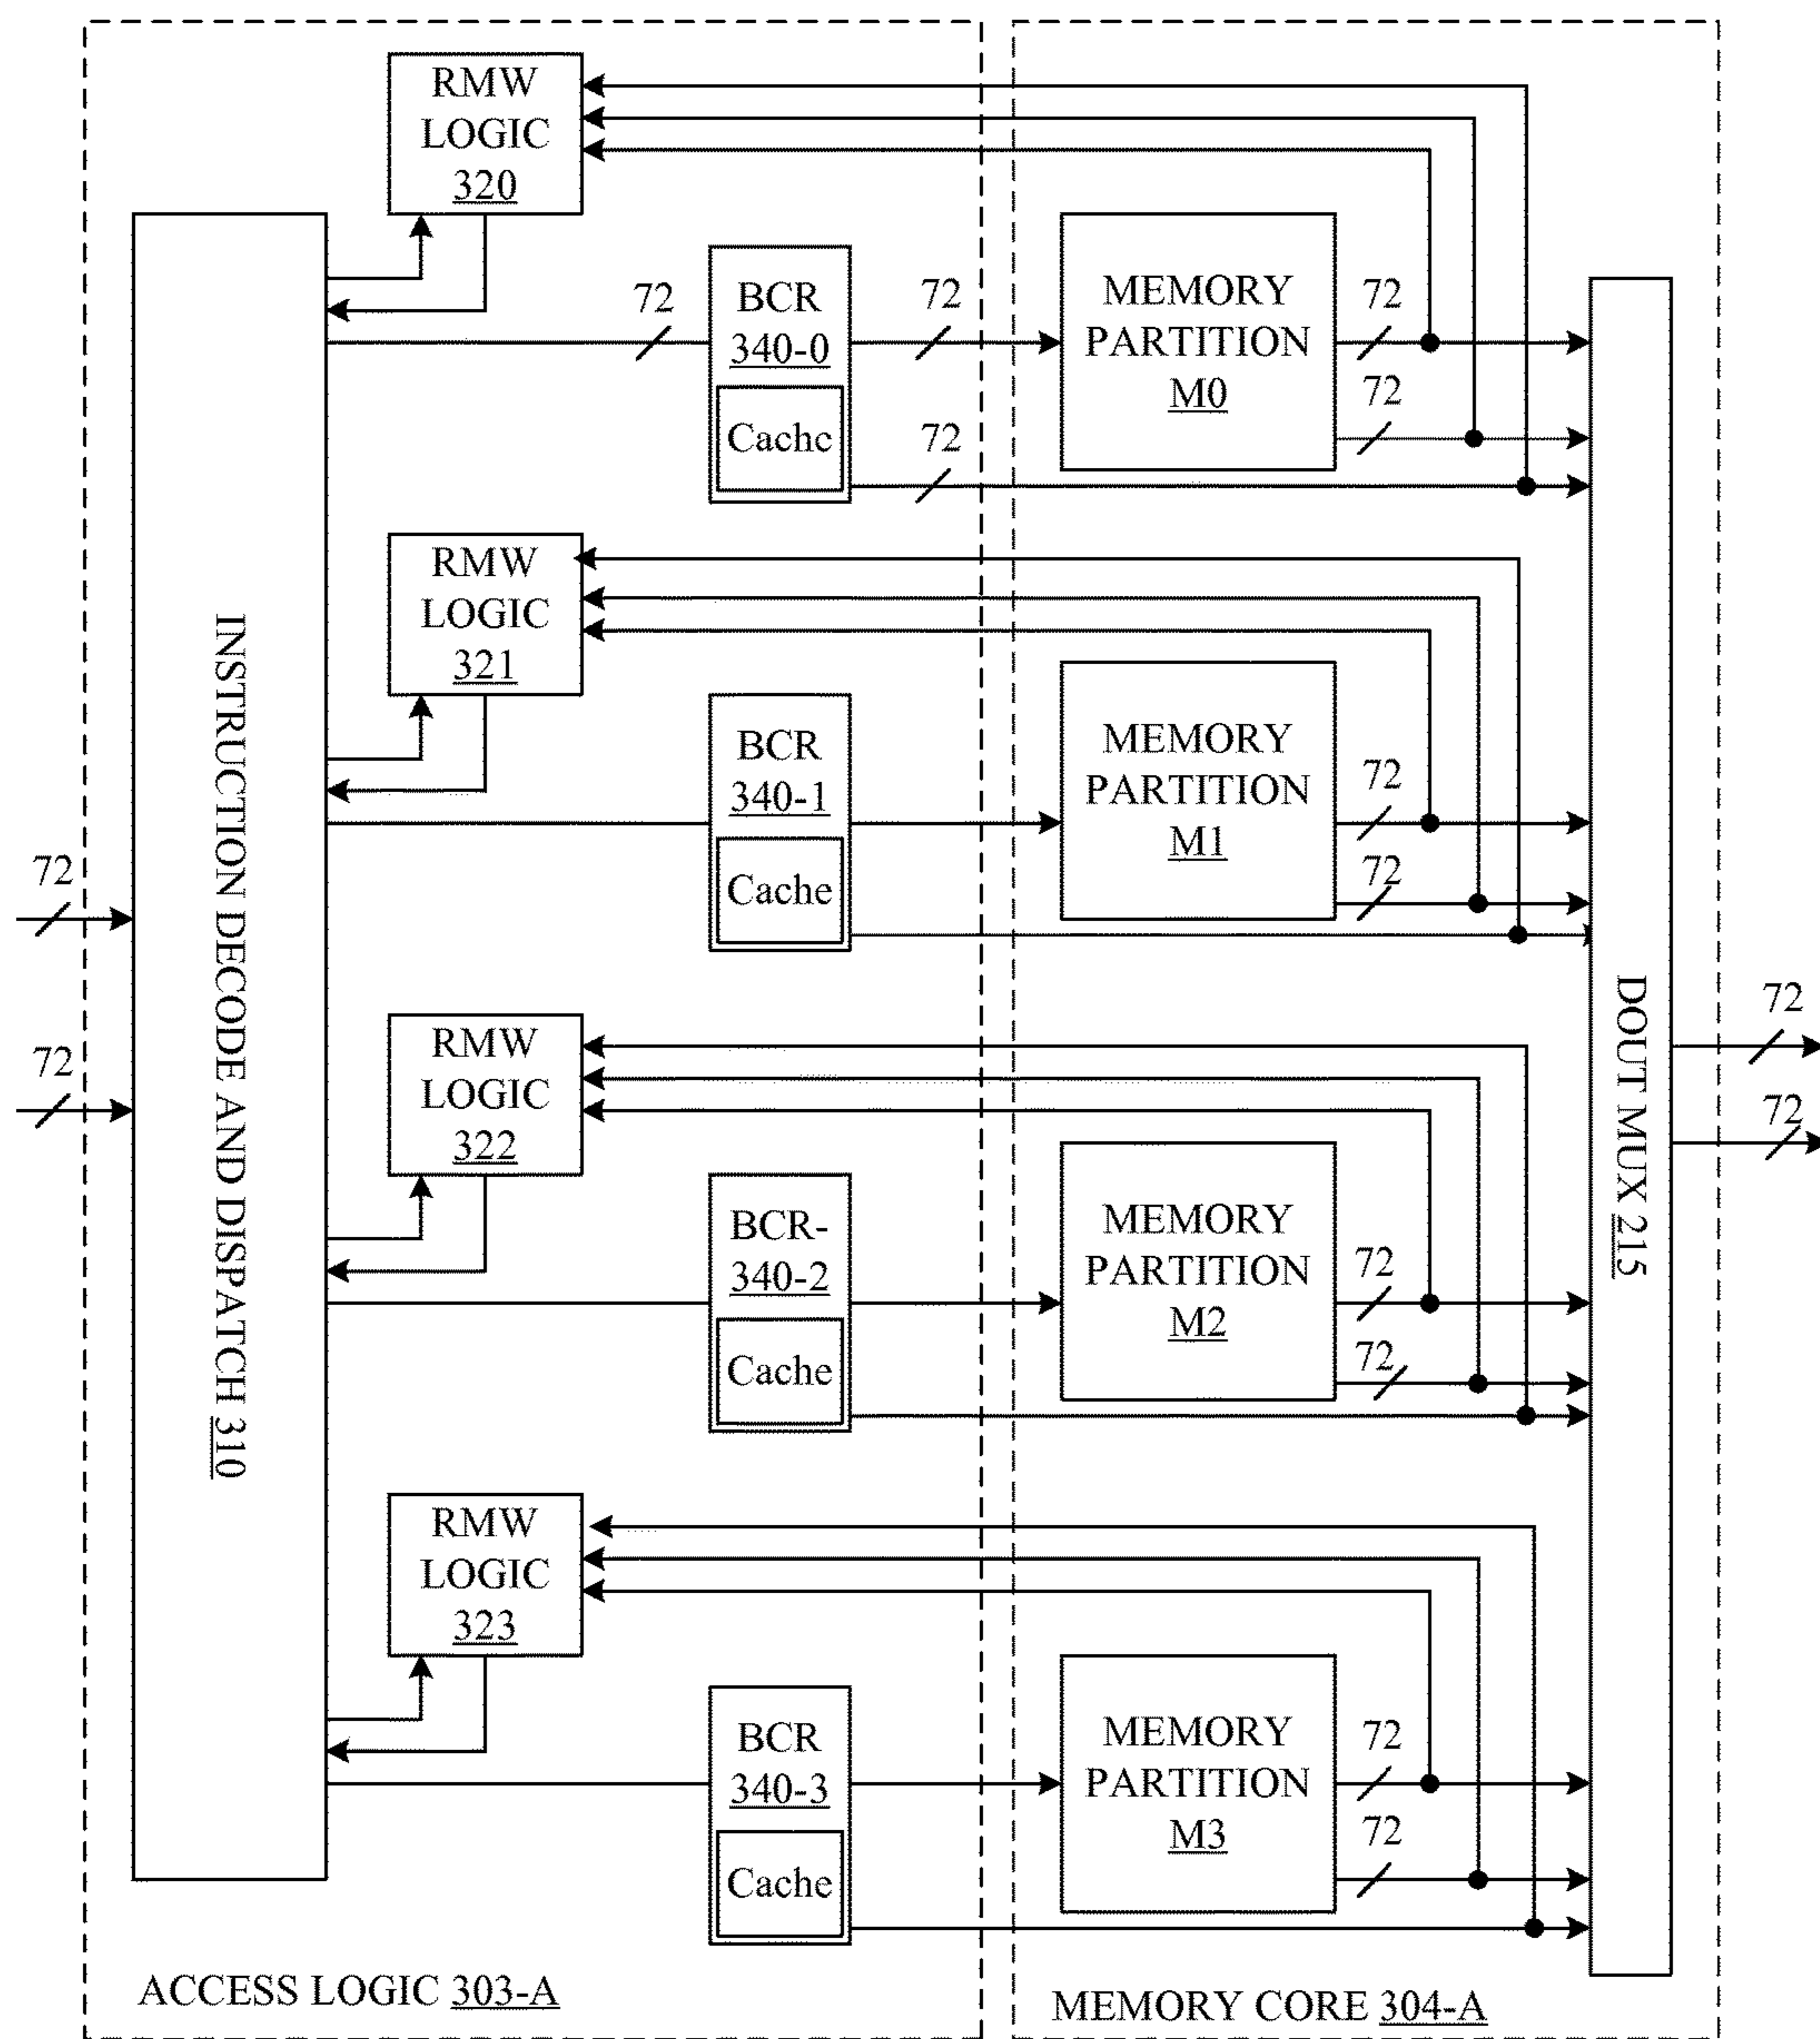 RMW
LOGIC
320
72
BCR
340-0
Cache
72
72
MEMORY
PARTITION
M0
72
72
RMW
LOGIC
321
BCR
340-1
Cache
MEMORY
PARTITION
M1
72
72
72
72
INSTRUCTION DECODE AND DISPATCH 310
RMW
LOGIC
322
BCR-
340-2
Cache
MEMORY
PARTITION
M2
72
72
DOUT MUX 215
72
72
RMW
LOGIC
323
BCR
340-3
Cache
MEMORY
PARTITION
M3
72
72
ACCESS LOGIC 303-A
MEMORY CORE 304-A